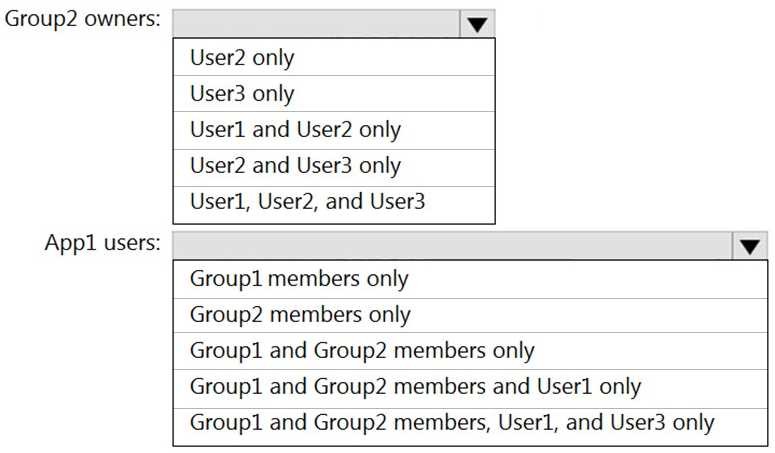 Group2 owners:
User2 only
User3 only
User1 and User2 only
User2 and User3 only
User1, User2, and User3
App1 users:
Group1 members only
Group2 members only
Group1 and Group2 members only
Group1 and Group2 members and User1 only
Group1 and Group2 members, User1, and User3 only